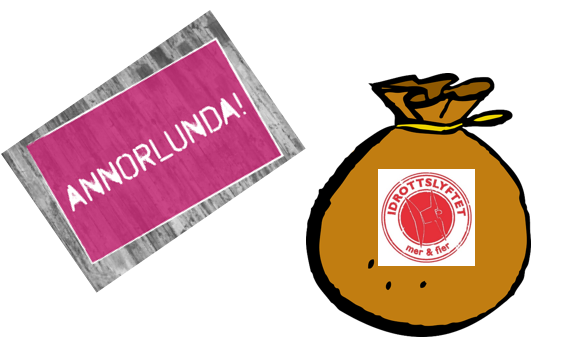 ANNORLUNDA!
IDROTTSLYFTET
mer & fler